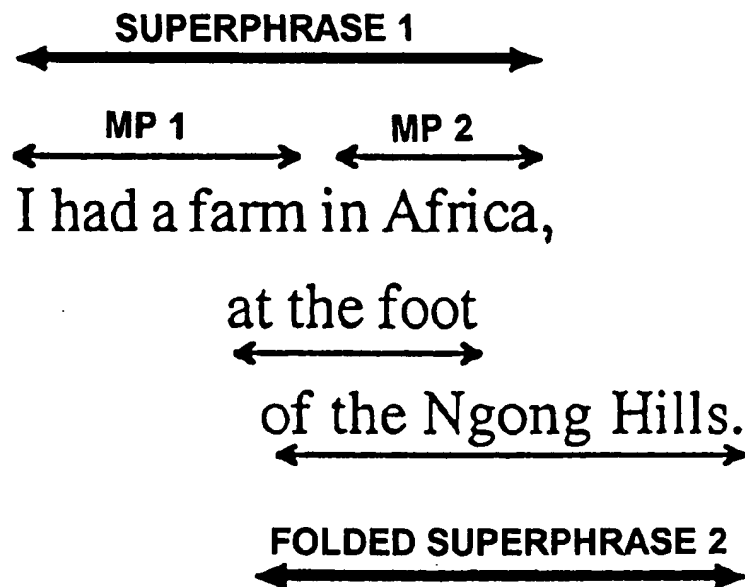 SUPERPHRASE 1
MP 1 MP 2
I had a farm in Africa,
at the foot
of the Ngong Hills.
FOLDED SUPERPHRASE 2